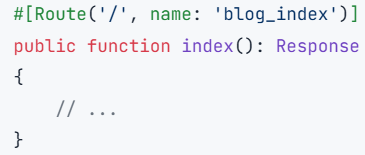 #[Route('/', name: 'blog_index')]
public function index(): Response
{
    // ...
}